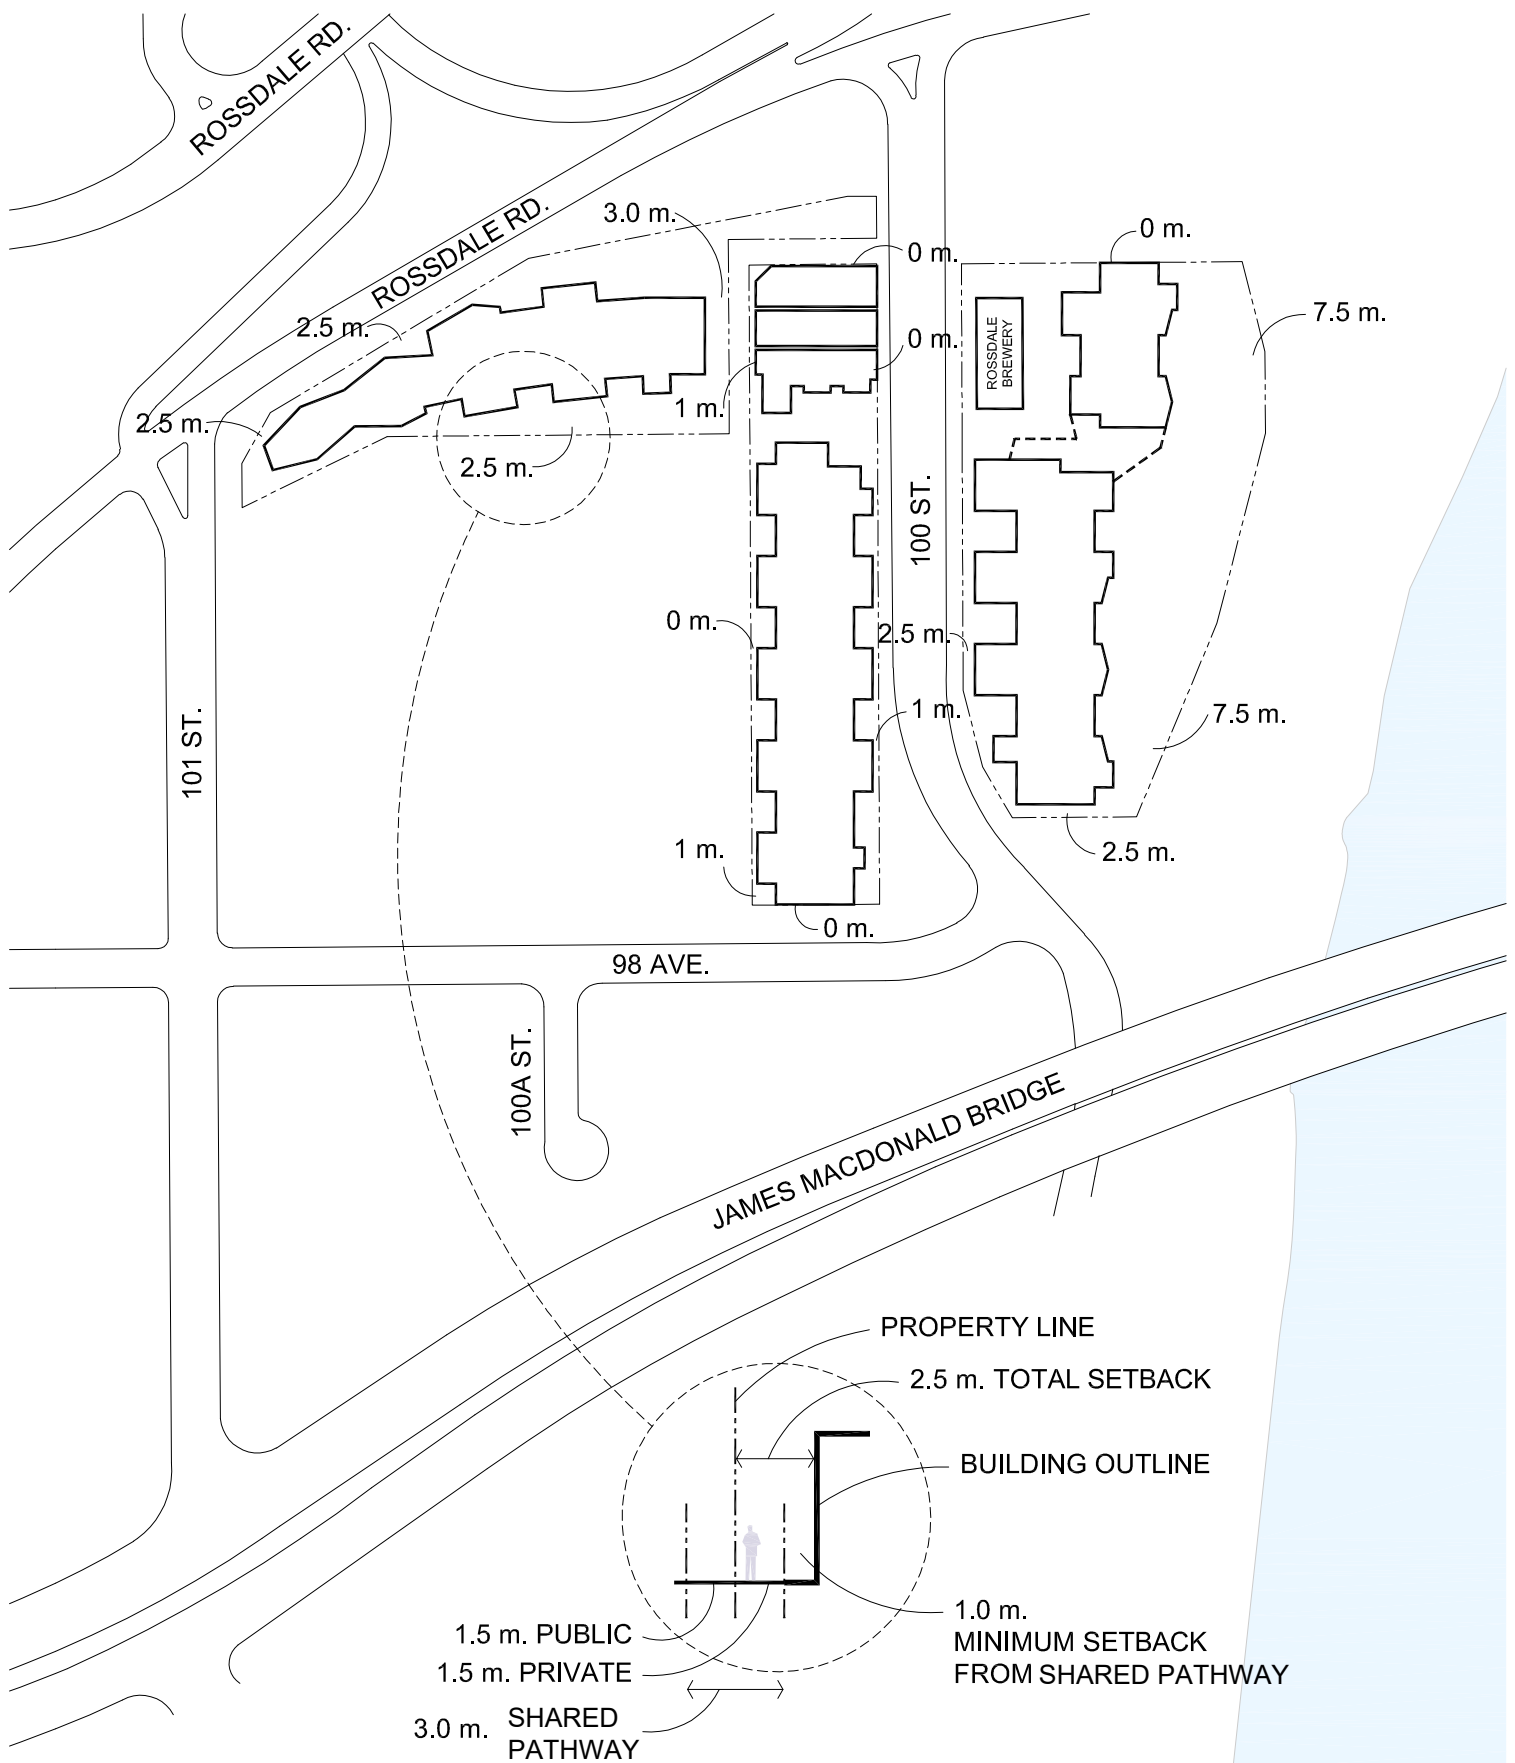 ROSSDALE RD.
3.0 m.
ROSSDALE RD.
0 m.
0 m.
2.5 m.
7.5 m.
0 m.
ROSSDALE
BREWERY
1 m.
2.5 m.
2.5 m.
100 ST.
0 m.
2.5 m.
1 m.
7.5 m.
101 ST.
1 m.
2.5 m.
0 m.
98 AVE.
100A ST.
JAMES MACDONALD BRIDGE
PROPERTY LINE
2.5 m. TOTAL SETBACK
BUILDING OUTLINE
1.5 m. PUBLIC
1.5 m. PRIVATE
1.0 m.
MINIMUM SETBACK
FROM SHARED PATHWAY
3.0 m. SHARED
PATHWAY